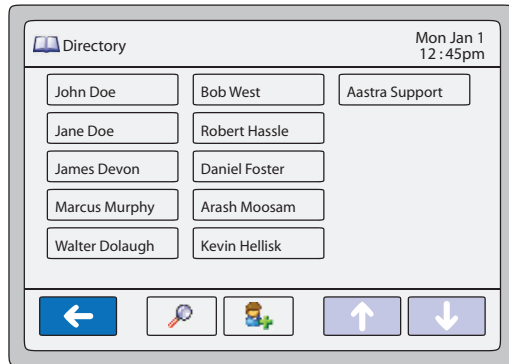 Directory
Mon Jan 1
12:45pm
John Doe
Bob West
Aastra Support
Jane Doe
Robert Hassle
James Devon
Daniel Foster
Marcus Murphy
Arash Moosam
Walter Dolaugh
Kevin Hellisk